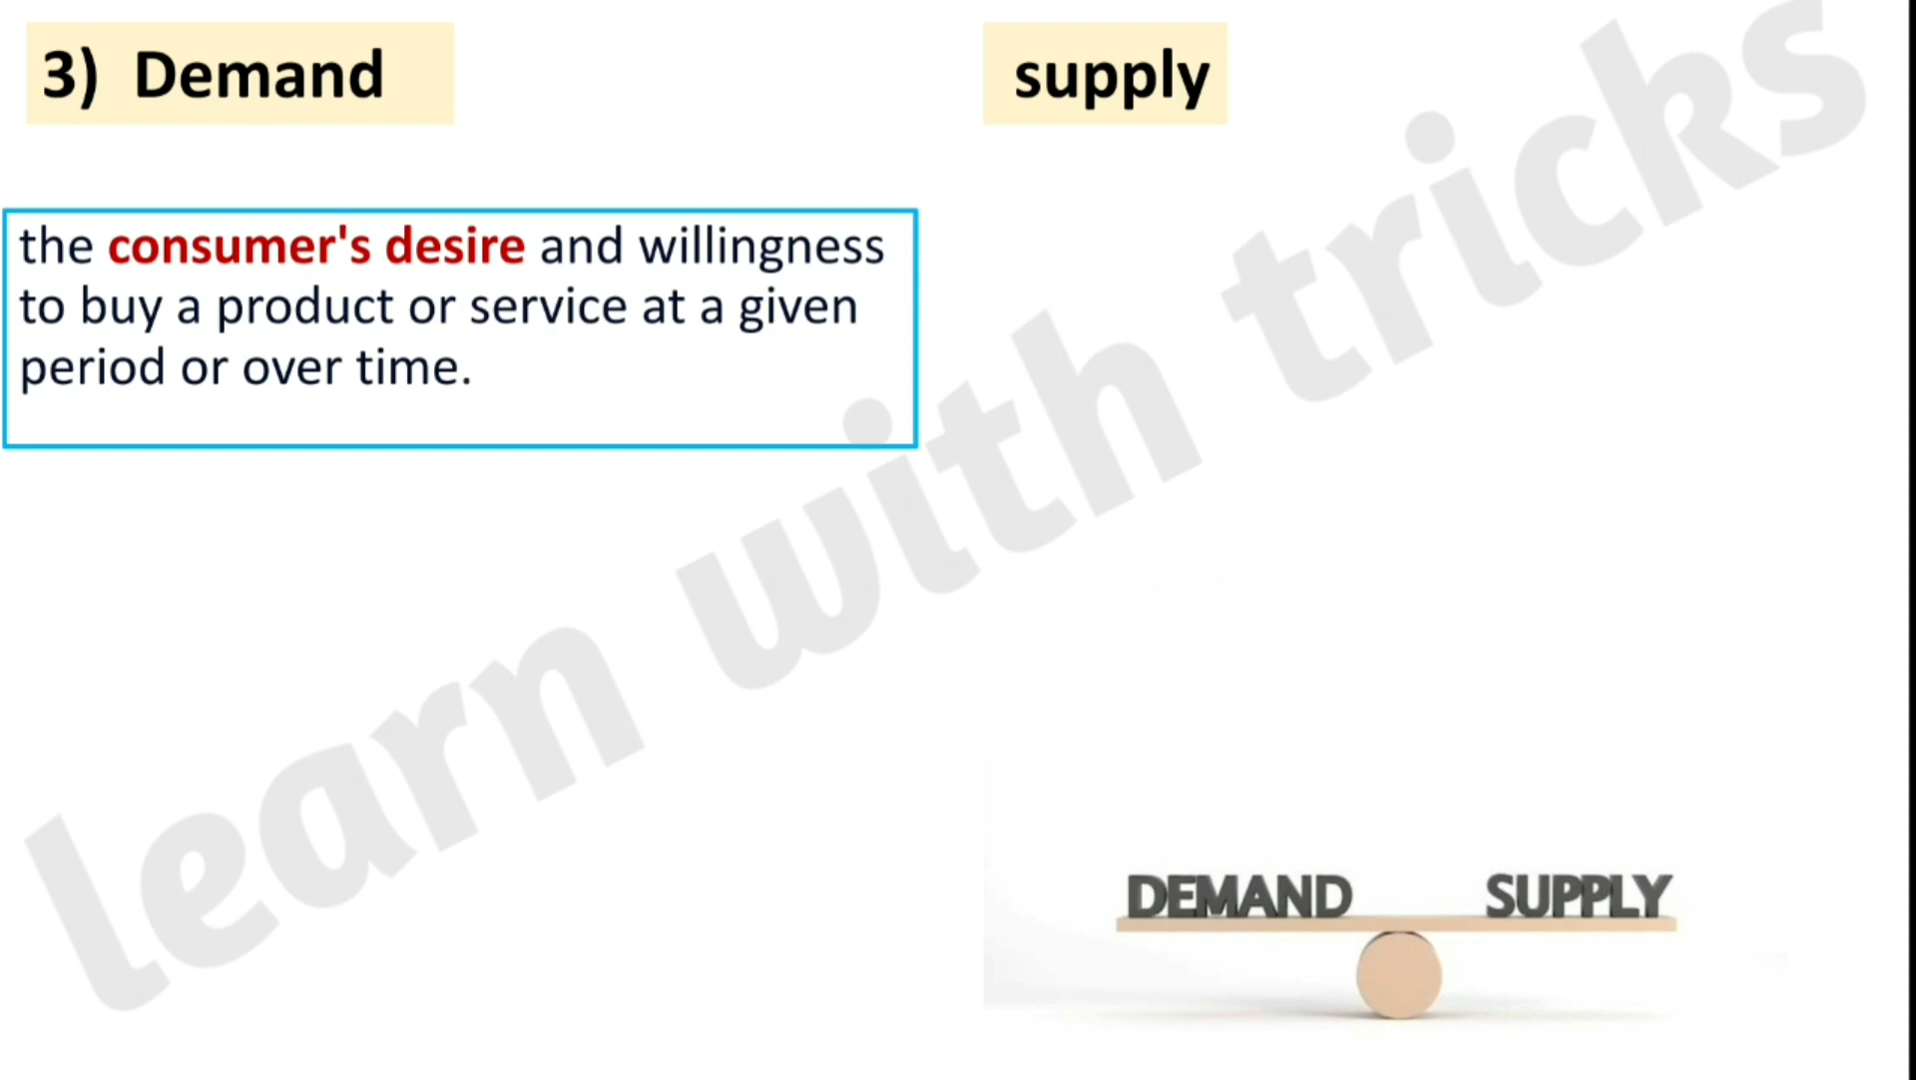 3) Demand
supply
the consumer's desire and willingness
to buy a product or service at a given
period or over time.
learn with tricks
DEMAND SUPPLY